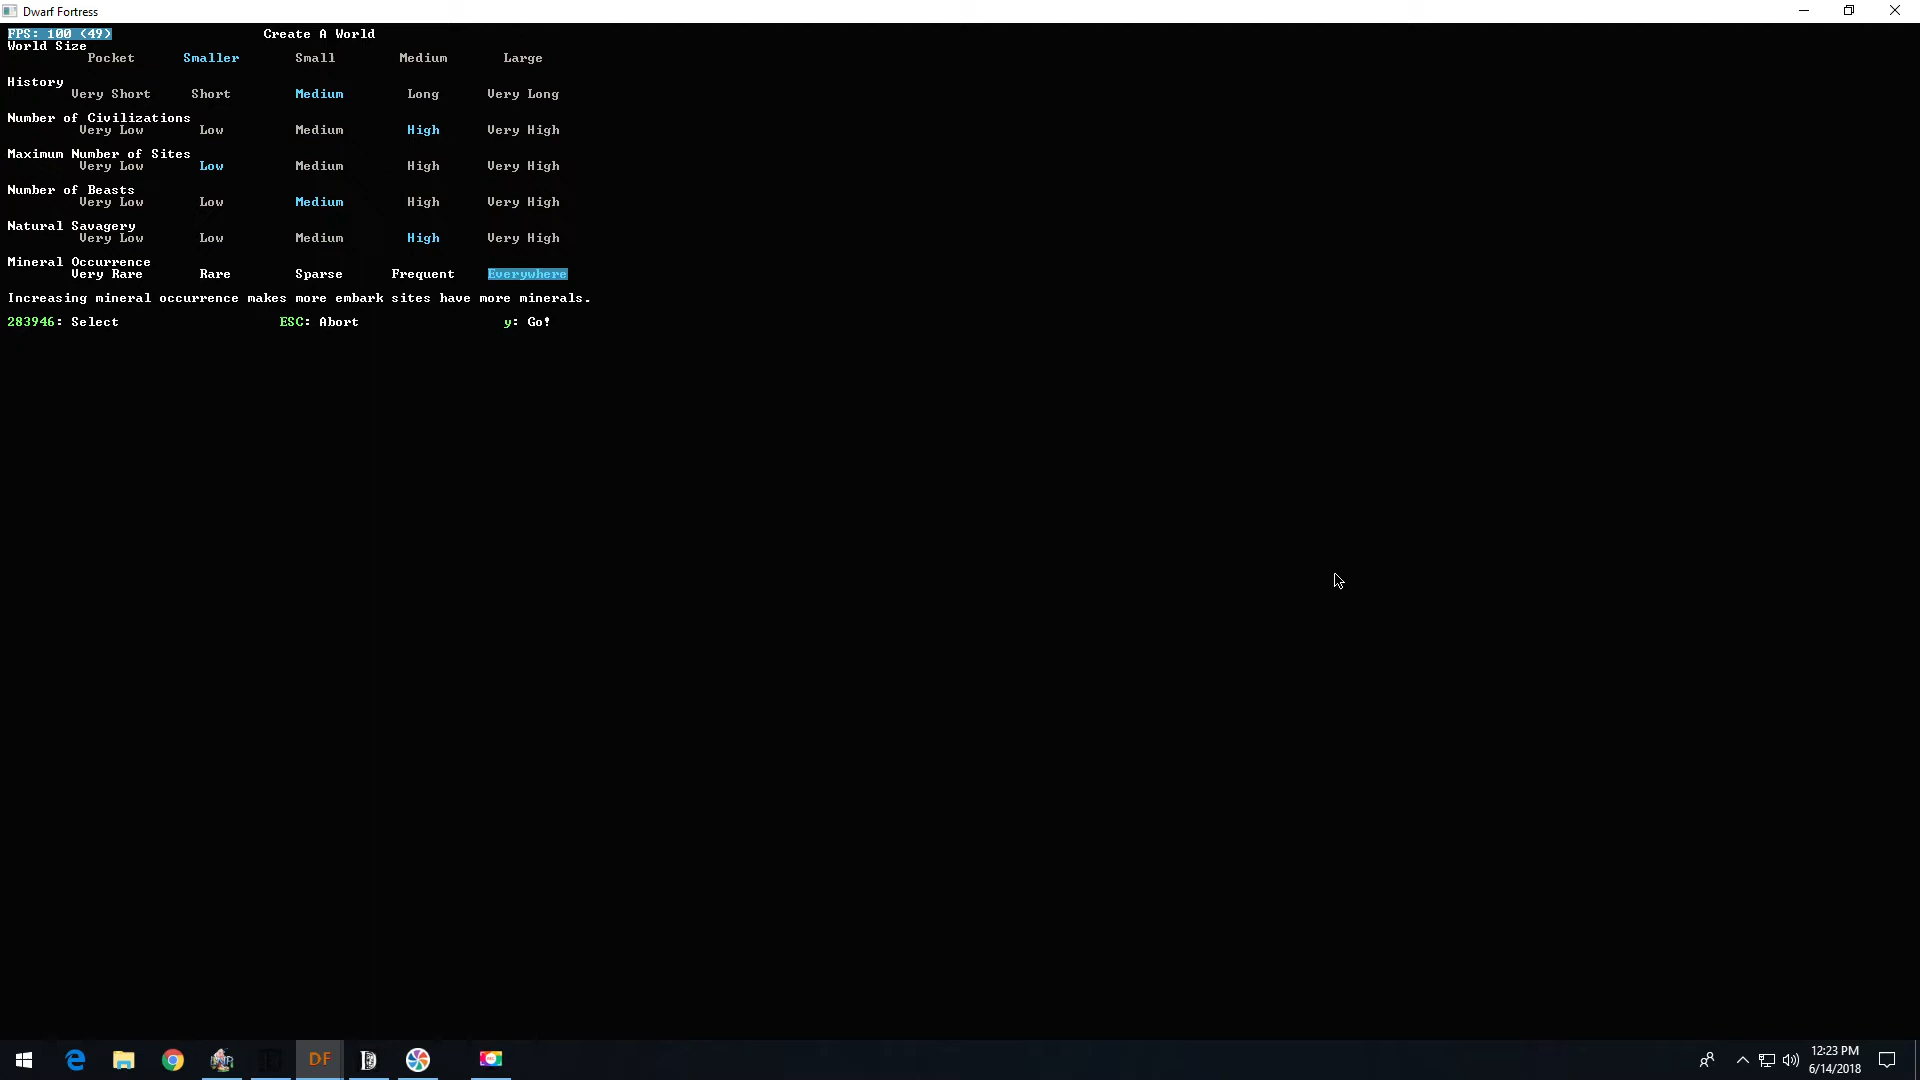 Dwarf Fortress
FPS: 100 (49) Create A World
World Size
Pocket Smaller Small Medium Large
History
Very Short Short Medium Long Very Long
Number of Civilizations
Very Low Low Medium High Very High
Maximum Number of Sites
Very Low Low Medium High Very High
Number of Beasts
Very Low Low Medium High Very High
Natural Savagery
Very Low Low Medium High Very High
Mineral Occurrence
Very Rare Rare Sparse Frequent Everywhere
Increasing mineral occurrence makes more embark sites have more minerals.
283946: Select ESC: Abort y: Go!
DF
12:23 PM
6/14/2018